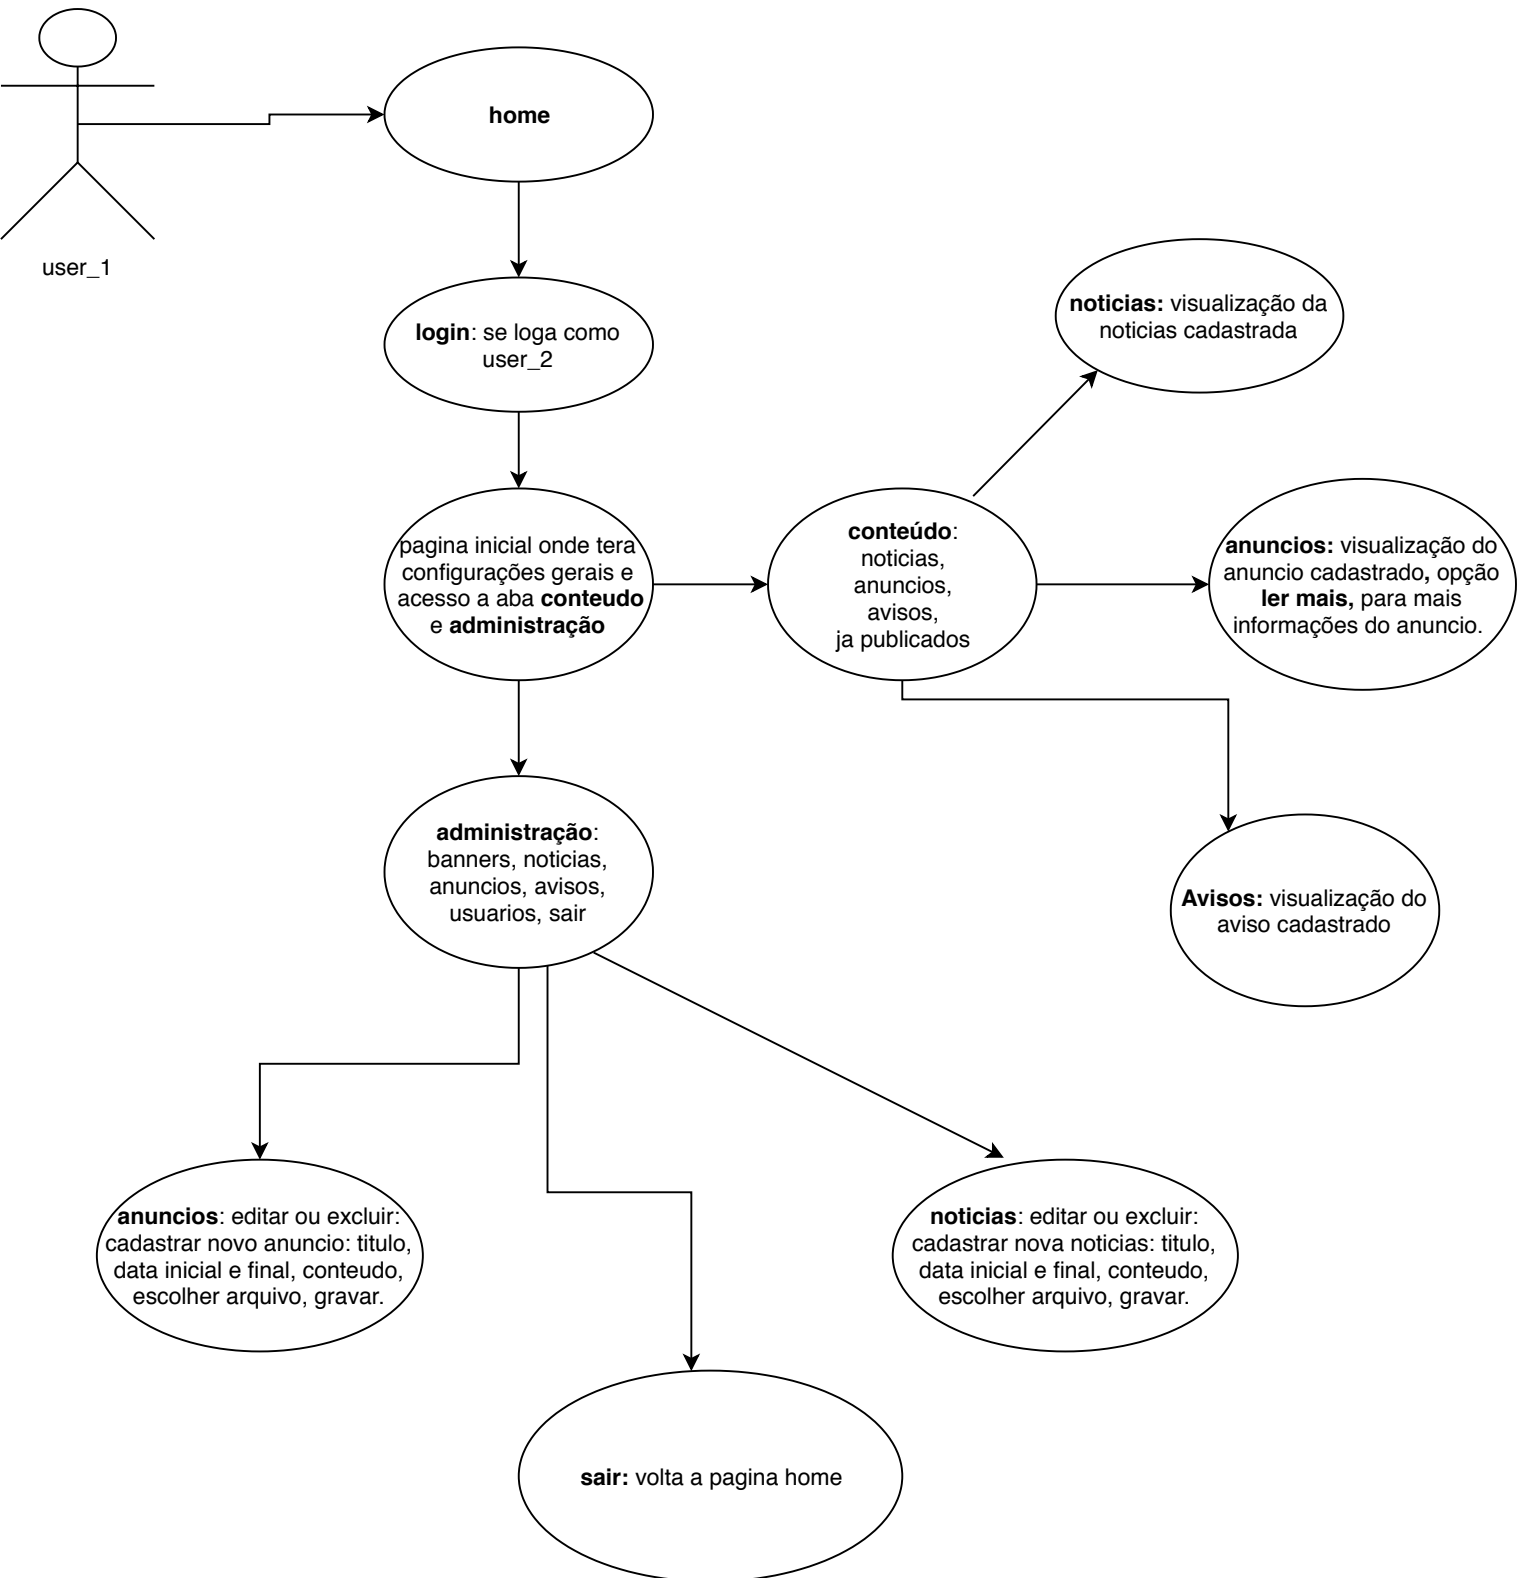 home
user_1
login: se loga como
user_2
noticias: visualização da
noticias cadastrada
pagina inicial onde tera
configurações gerais e
acesso a aba conteudo
e administração
conteúdo:
noticias,
anuncios,
avisos,
ja publicados
anuncios: visualização do
anuncio cadastrado, opção
ler mais, para mais
informações do anuncio.
administração:
banners, noticias,
anuncios, avisos,
usuarios, sair
Avisos: visualização do
aviso cadastrado
anuncios: editar ou excluir:
cadastrar novo anuncio: titulo,
data inicial e final, conteudo,
escolher arquivo, gravar.
noticias: editar ou excluir:
cadastrar nova noticias: titulo,
data inicial e final, conteudo,
escolher arquivo, gravar.
sair: volta a pagina home